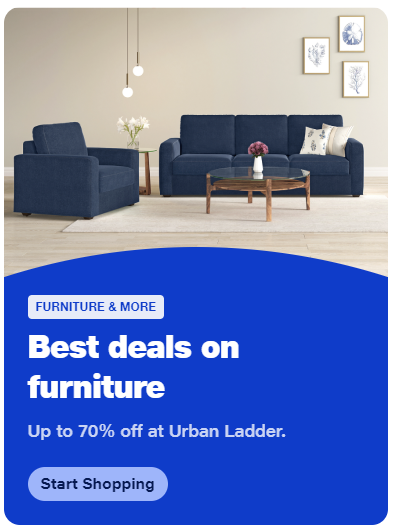 FURNITURE & MORE
Best deals on
furniture
Up to 70% off at Urban Ladder.
Start Shopping